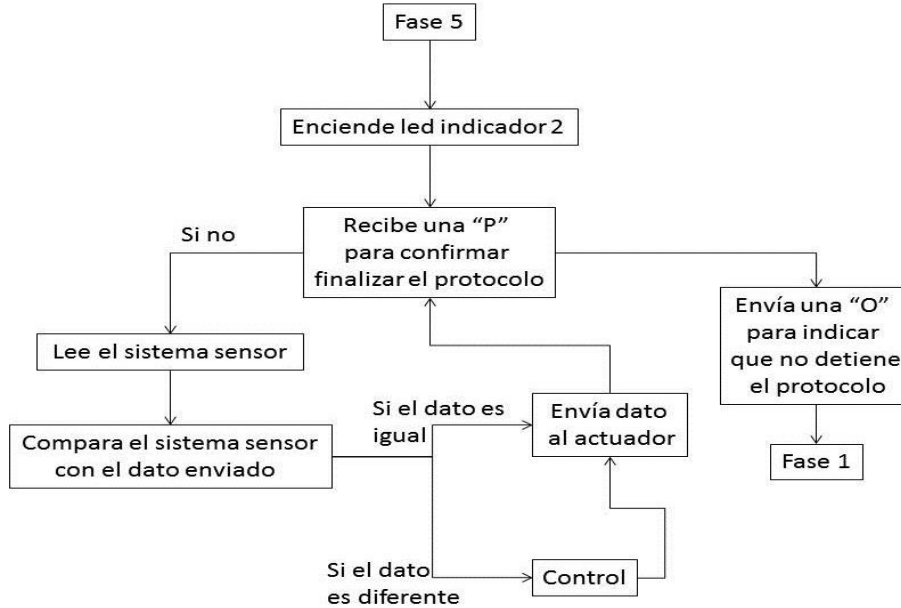 Fase 5
Enciende led indicador 2
Recibe una “P”
para confirmar
finalizar el protocolo
Si no
Envía una “O”
para indicar
que no detiene
el protocolo
Lee el sistema sensor
Si el dato es
igual
Envía dato
al actuador
Compara el sistema sensor
con el dato enviado
Fase 1
Si el dato
es diferente
Control